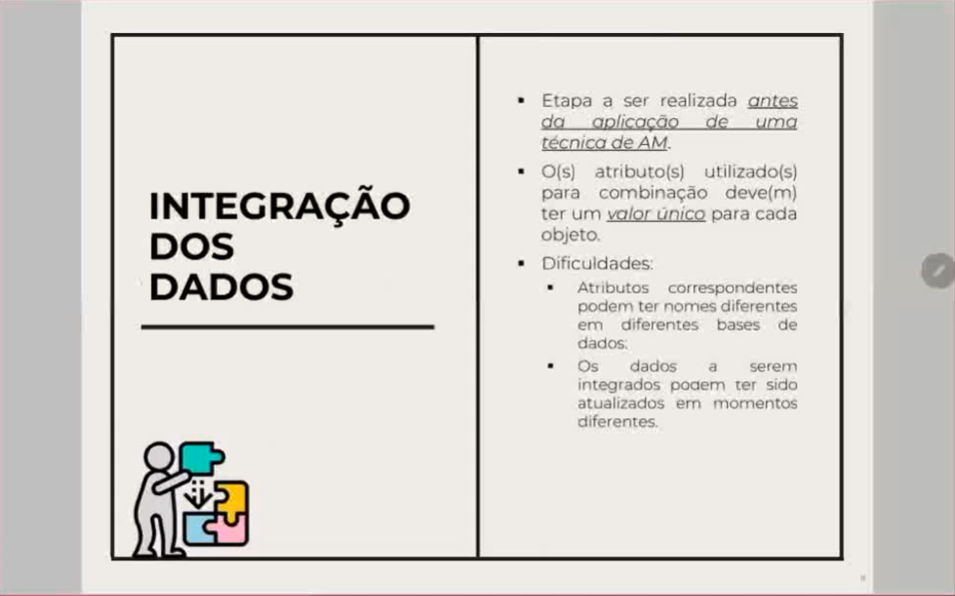 INTEGRAÇÃO
DOS
DADOS
▪ Etapa a ser realizada antes
da aplicação de uma
técnica de AM.
▪ O(s) atributo(s) utilizado(s)
para combinação deve(m)
ter um valor único para cada
objeto.
▪ Dificuldades:
▪ Atributos correspondentes
podem ter nomes diferentes
em diferentes bases de
dados;
▪ Os dados a serem
integrados podem ter sido
atualizados em momentos
diferentes.